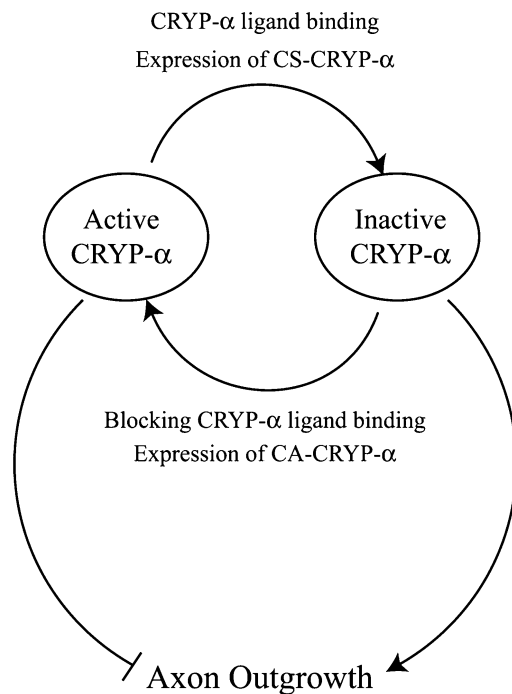 CRYP-α ligand binding
Expression of CS-CRYP-α
Active
CRYP-α
Inactive
CRYP-α
Blocking CRYP-α ligand binding
Expression of CA-CRYP-α
Axon Outgrowth